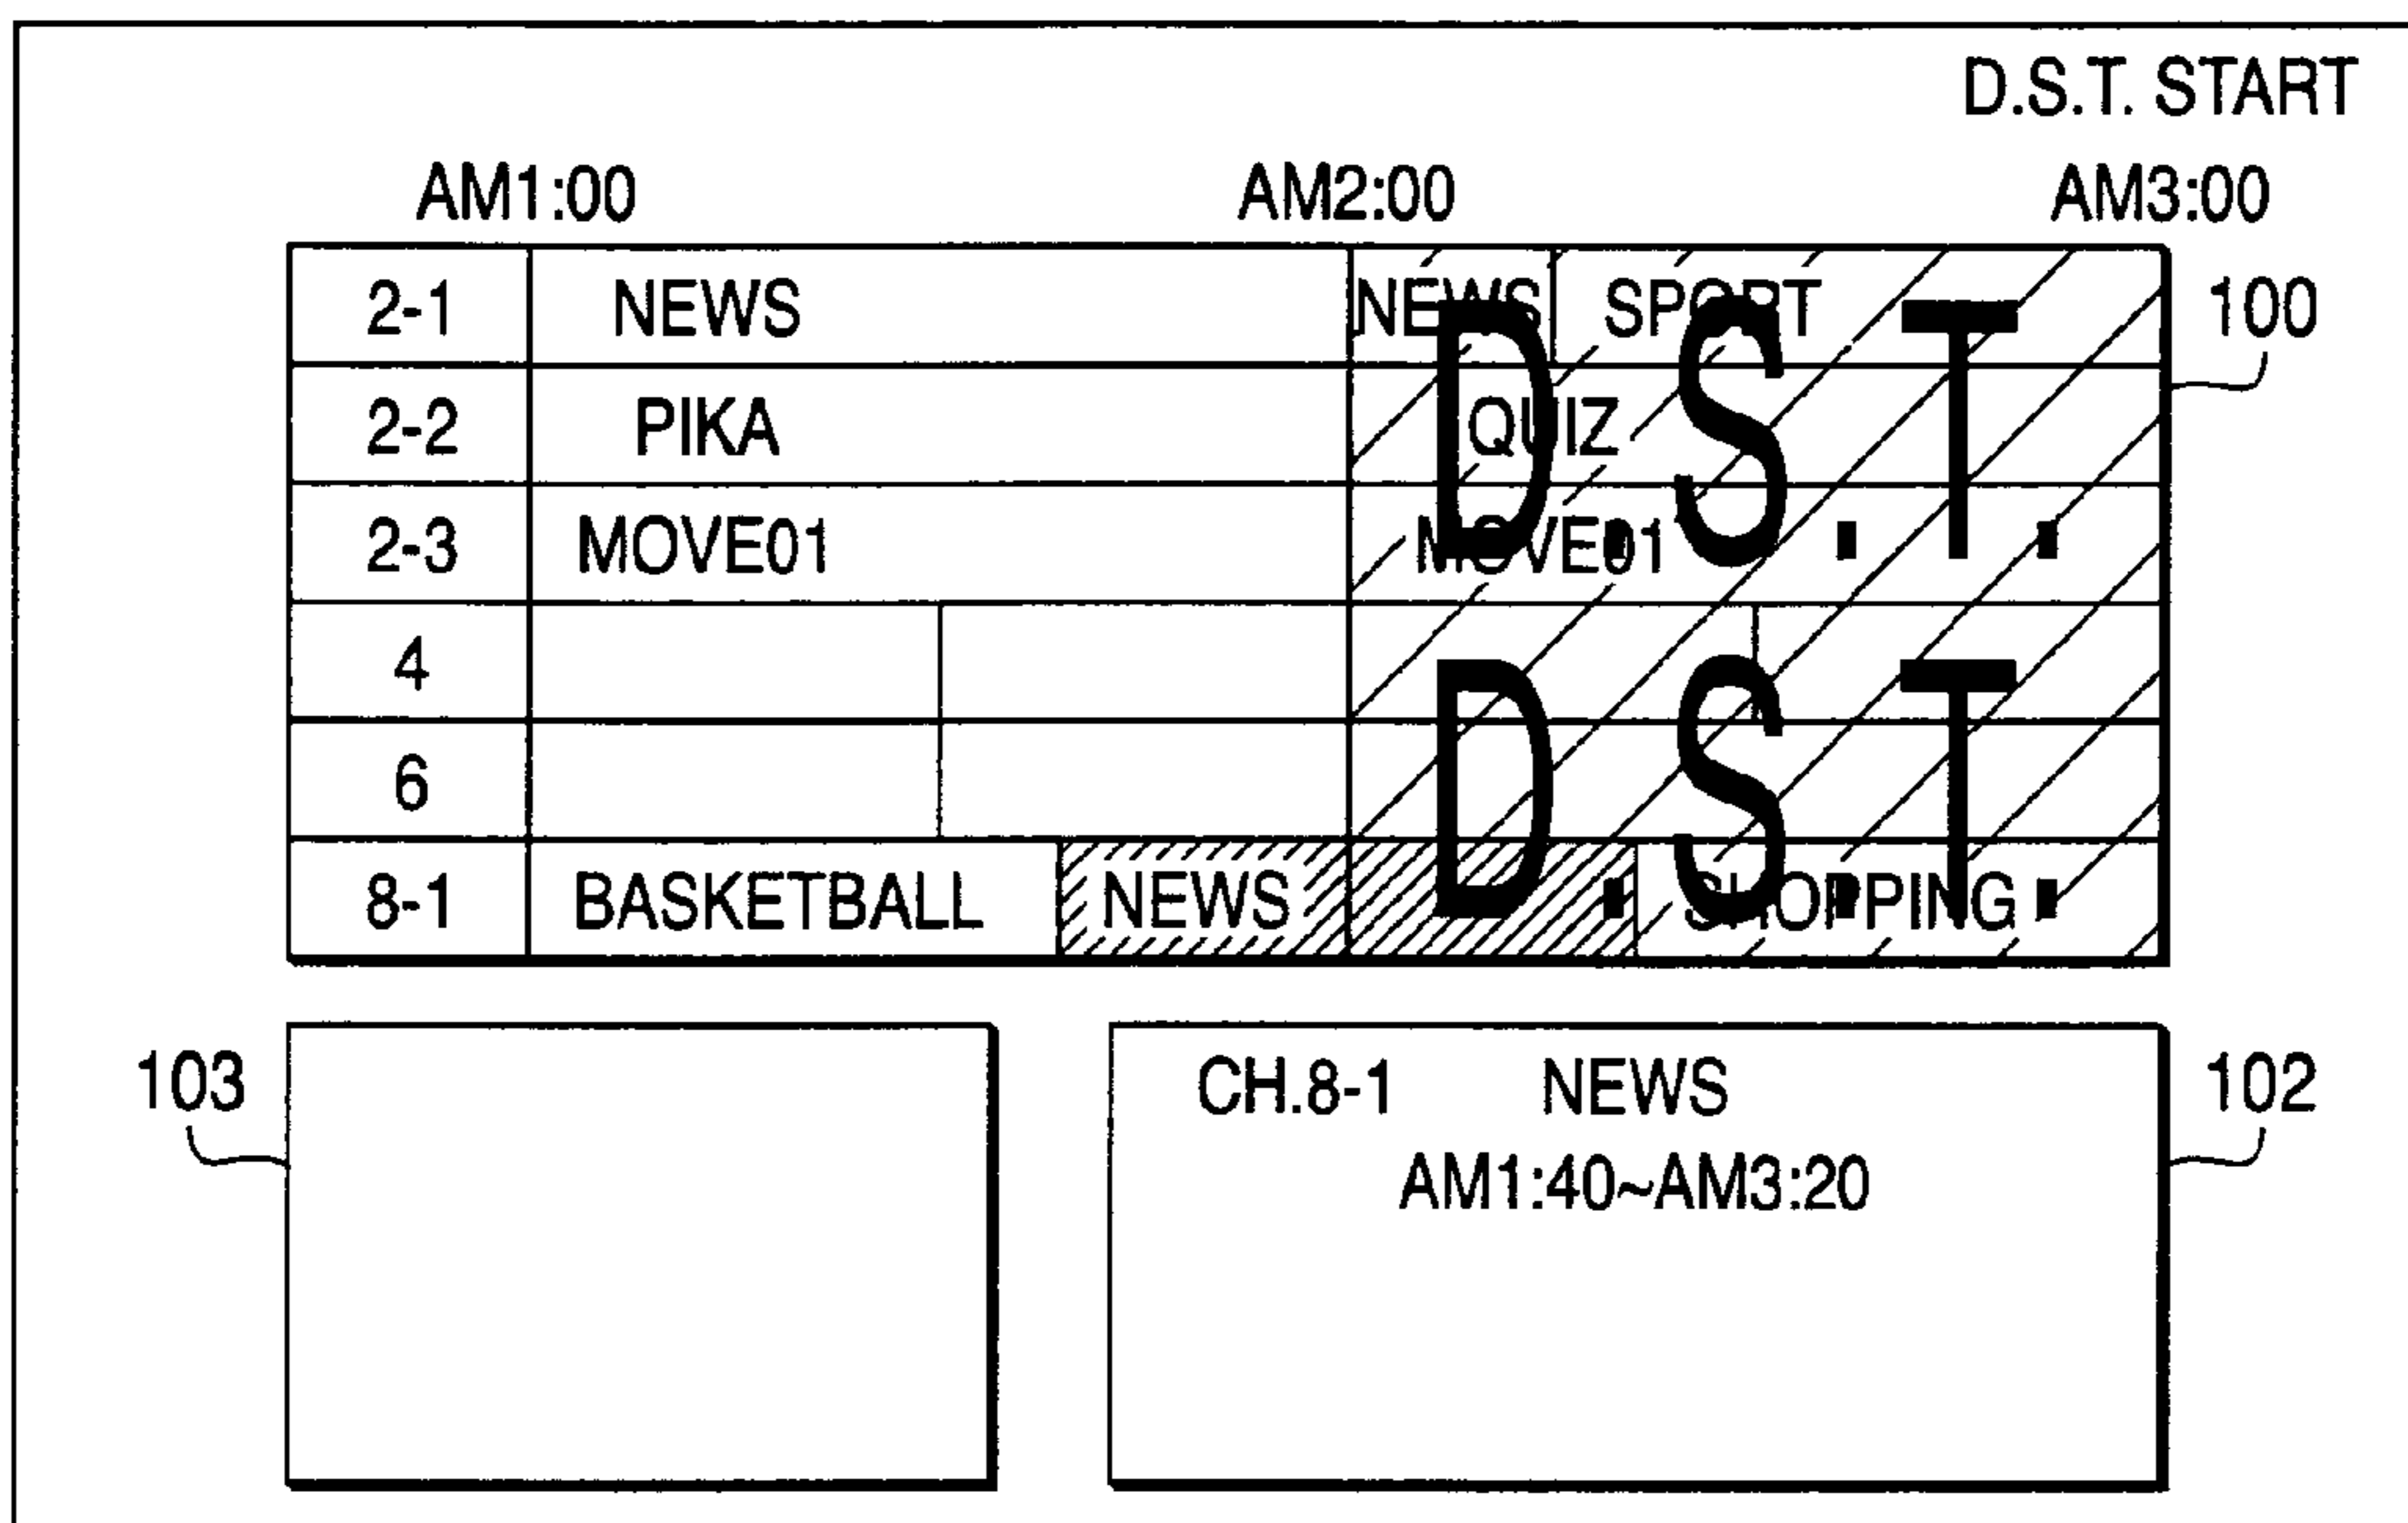 D.S.T. START
AM1:00 AM2:00 AM3:00
2-1 NEWS NEWS SPORT
100
2-2 PIKA QUIZ
D.S.T.
2-3 MOVE01 MOVE01
4
6
D.S.T.
8-1 BASKETBALL NEWS SHOPPING
103
CH.8-1 NEWS
102
AM1:40~AM3:20